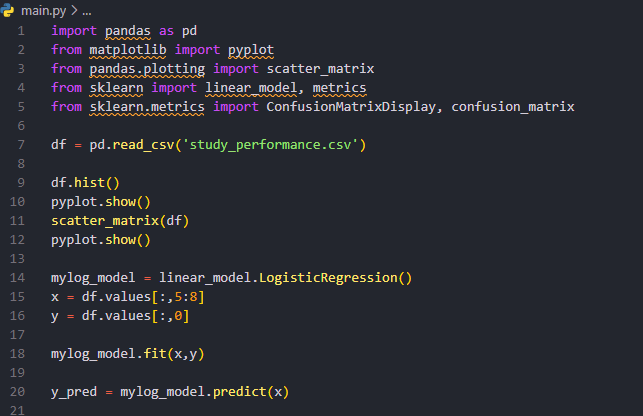 main.py > ...
1 import pandas as pd
2 from matplotlib import pyplot
3 from pandas.plotting import scatter_matrix
4 from sklearn import linear_model, metrics
5 from sklearn.metrics import ConfusionMatrixDisplay, confusion_matrix
6
7 df = pd.read_csv('study_performance.csv')
8
9 df.hist()
10 pyplot.show()
11 scatter_matrix(df)
12 pyplot.show()
13
14 mylog_model = linear_model.LogisticRegression()
15 x = df.values[:,5:8]
16 y = df.values[:,0]
17
18 mylog_model.fit(x,y)
19
20 y_pred = mylog_model.predict(x)
21